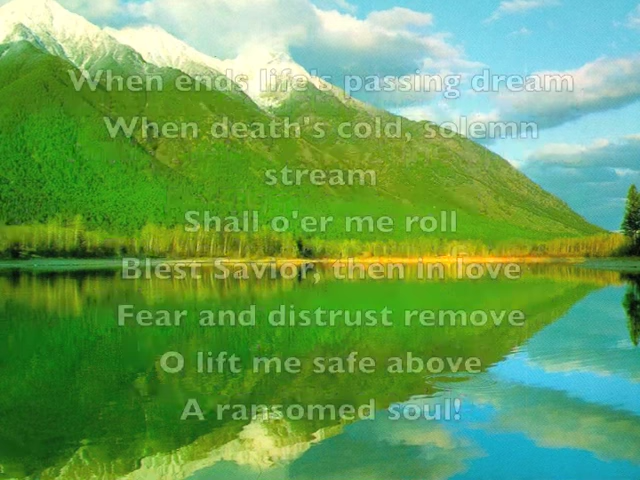 When ends life's passing dream
When death's cold, solemn
stream
Shall o'er me roll
Blest Savior, then in love
Fear and distrust remove
O lift me safe above
A ransomed soul!